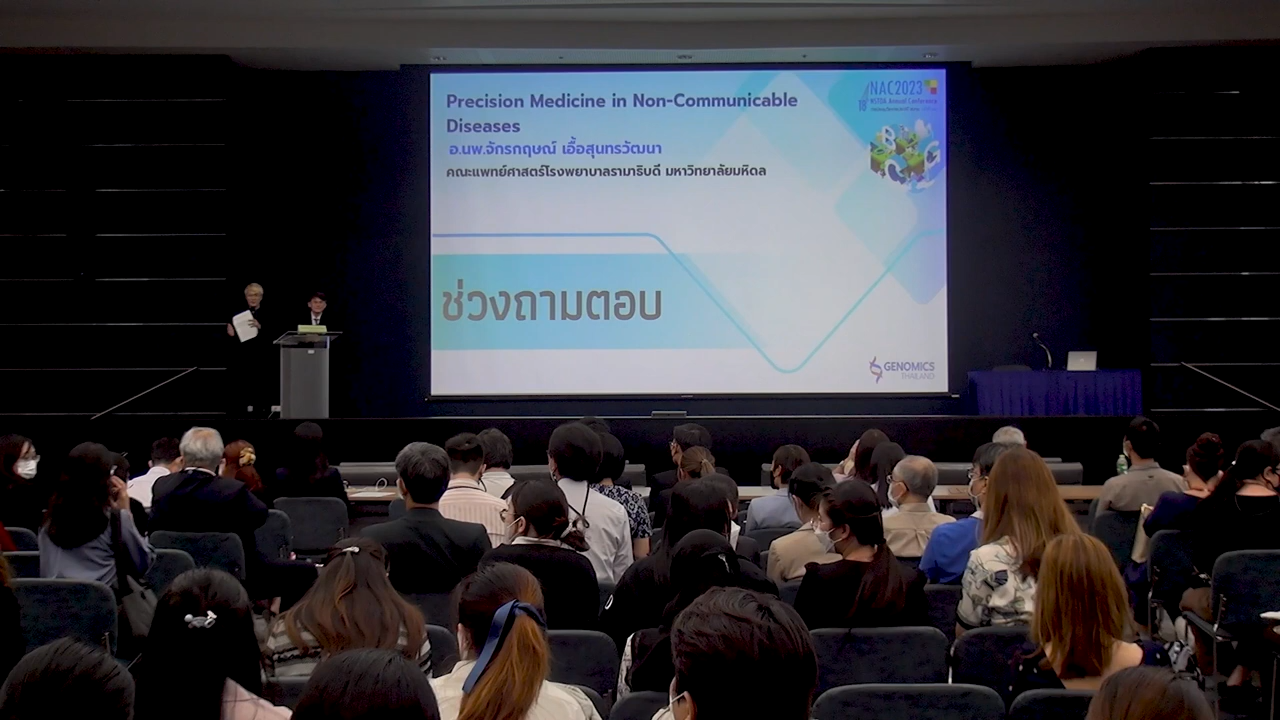 Precision Medicine in Non-Communicable
Diseases
อ.นพ.จักรกฤษณ์ เอื้อสุนทรวัฒนา
คณะแพทย์ศาสตร์โรงพยาบาลรามาธิบดี มหาวิทยาลัยมหิดล
ช่วงถามตอบ
18 NAC2023
NSTDA Annual Conference
GENOMICS
THAILAND